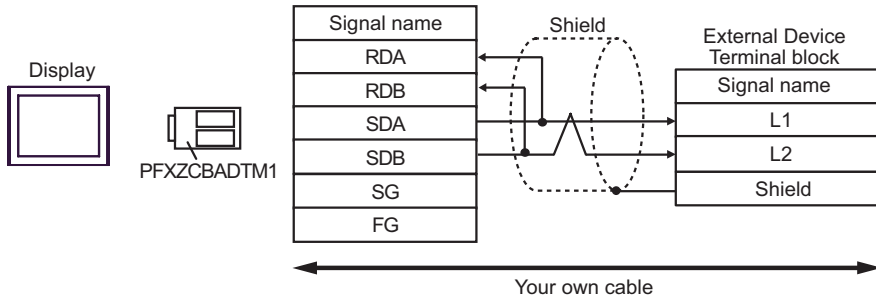 Display
PFXZCBADTM1
Signal name
RDA
RDB
SDA
SDB
SG
FG
Shield
External Device
Terminal block
Signal name
L1
L2
Shield
Your own cable